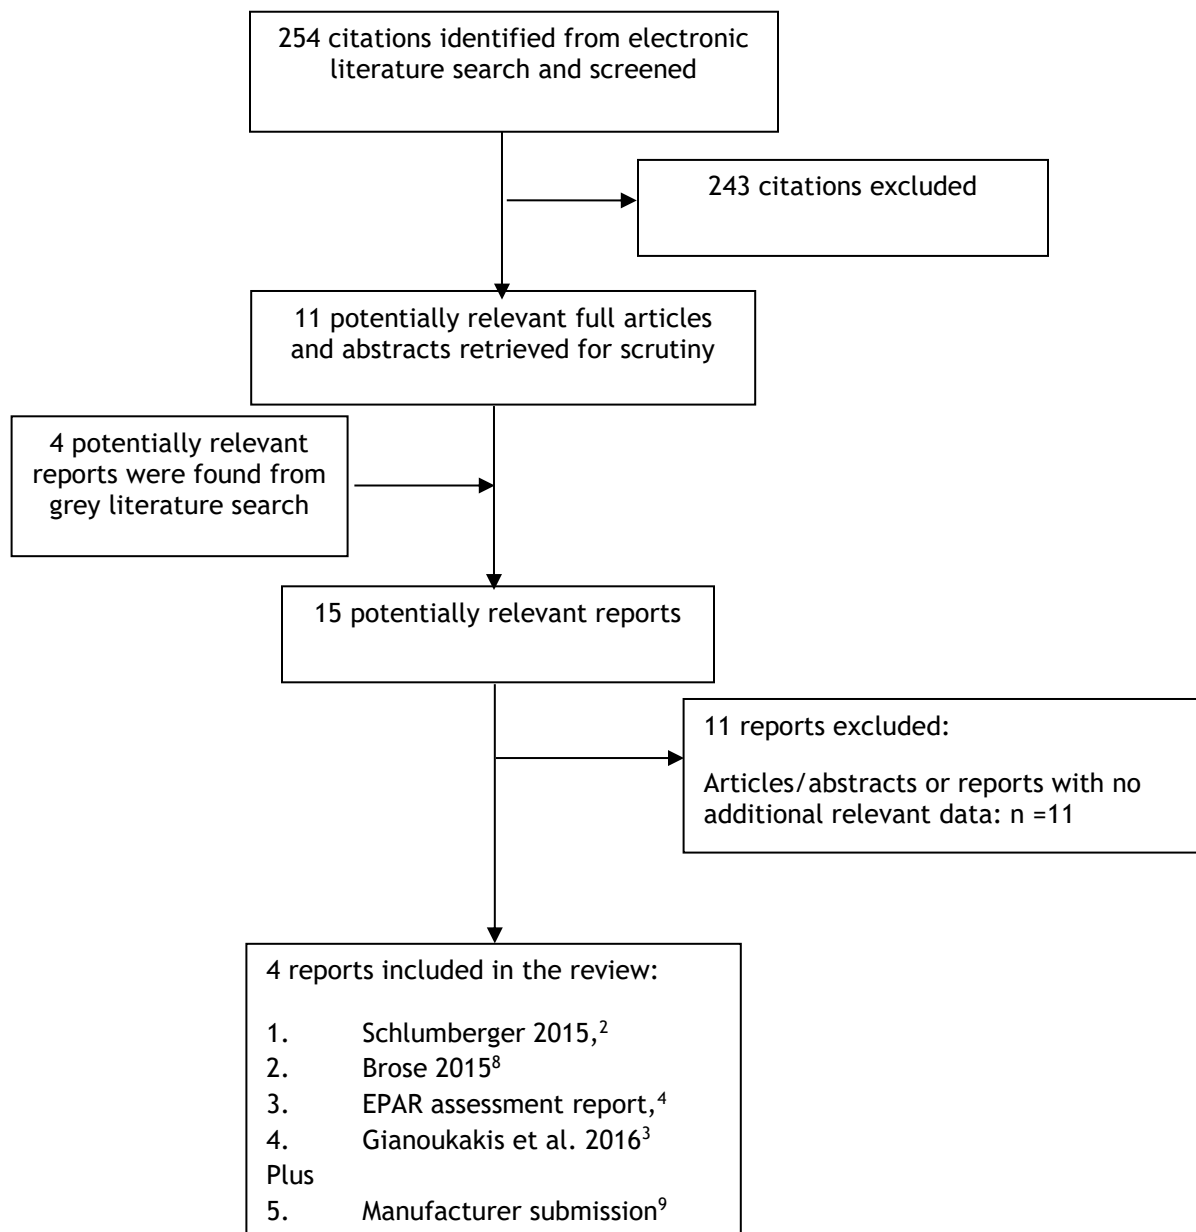 254 citations identified from electronic
literature search and screened
243 citations excluded
11 potentially relevant full articles
and abstracts retrieved for scrutiny
4 potentially relevant
reports were found from
grey literature search
15 potentially relevant reports
11 reports excluded:
Articles/abstracts or reports with no
additional relevant data: n =11
4 reports included in the review:
1. Schlumberger 2015,²
2. Brose 2015⁸
3. EPAR assessment report,⁴
4. Gianoukakis et al. 2016³
Plus
5. Manufacturer submission⁹